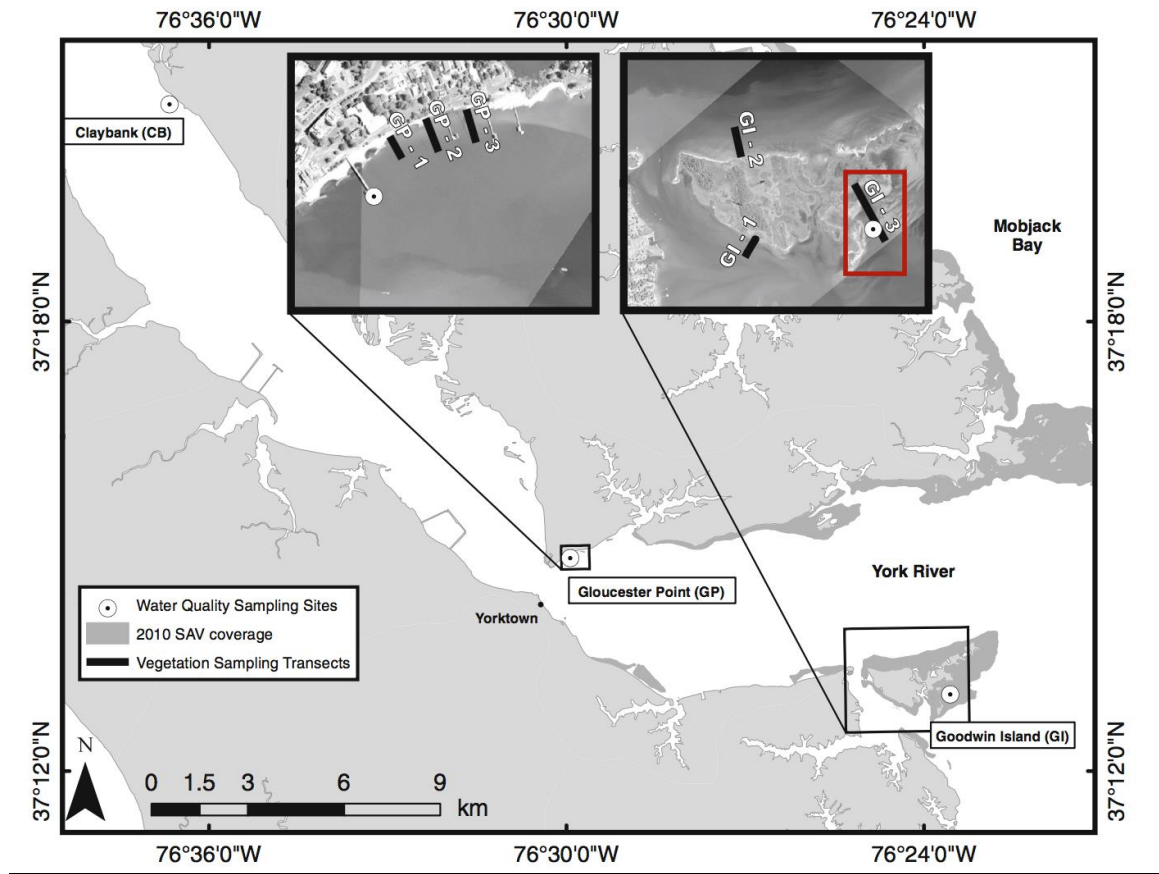 76°36'0"W
76°30'0"W
76°24'0"W
Claybank (CB)
GP - 1
GP - 2
GP - 3
GI - 2
GI - 1
GI - 3
Mobjack
Bay
37°18'0"N
37°18'0"N
York River
Gloucester Point (GP)
Yorktown
Water Quality Sampling Sites
2010 SAV coverage
Vegetation Sampling Transects
Goodwin Island (GI)
37°12'0"N
37°12'0"N
N
0 1.5 3 6 9
km
76°36'0"W
76°30'0"W
76°24'0"W